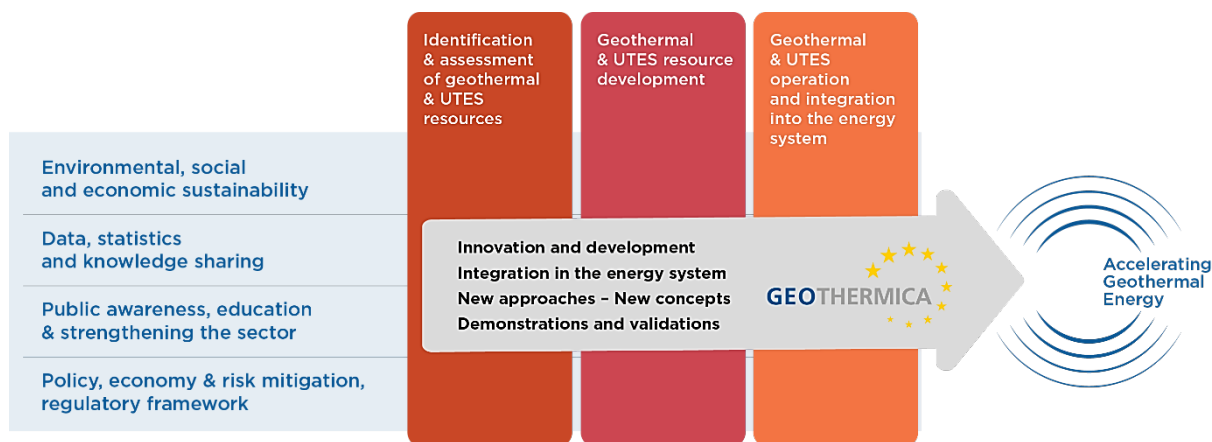 Identification
& assessment
of geothermal
& UTES
resources
Geothermal
& UTES resource
development
Geothermal
& UTES
operation
and integration
into the energy
system
Environmental, social
and economic sustainability
Data, statistics
and knowledge sharing
Public awareness, education
& strengthening the sector
Policy, economy & risk mitigation,
regulatory framework
Innovation and development
Integration in the energy system
New approaches – New concepts
Demonstrations and validations
GEOTHERMICA
Accelerating
Geothermal
Energy